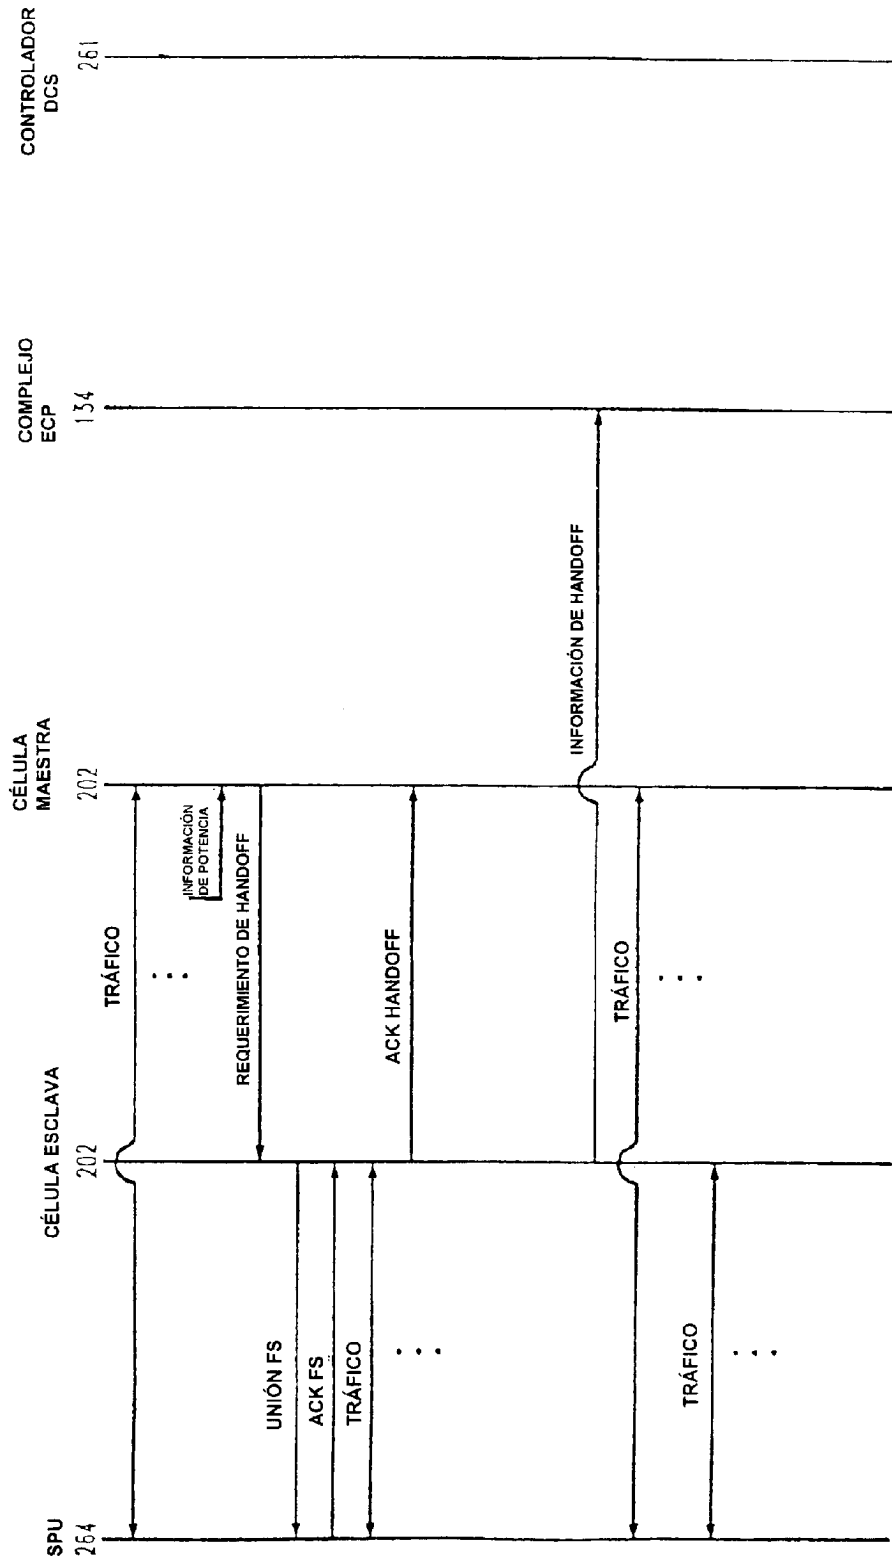 SPU
264
CÉLULA ESCLAVA
202
CÉLULA
MAESTRA
202
COMPLEJO
ECP
134
CONTROLADOR
DCS
261
TRÁFICO
INFORMACIÓN
DE POTENCIA
REQUERIMIENTO DE HANDOFF
UNIÓN FS
ACK FS
TRÁFICO
ACK HANDOFF
INFORMACIÓN DE HANDOFF
TRÁFICO
TRÁFICO